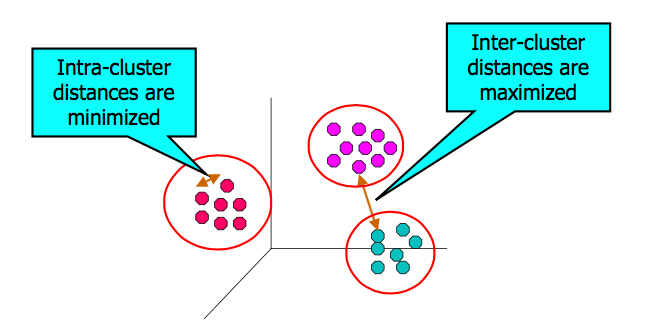 Intra-cluster
distances are
minimized
Inter-cluster
distances are
maximized